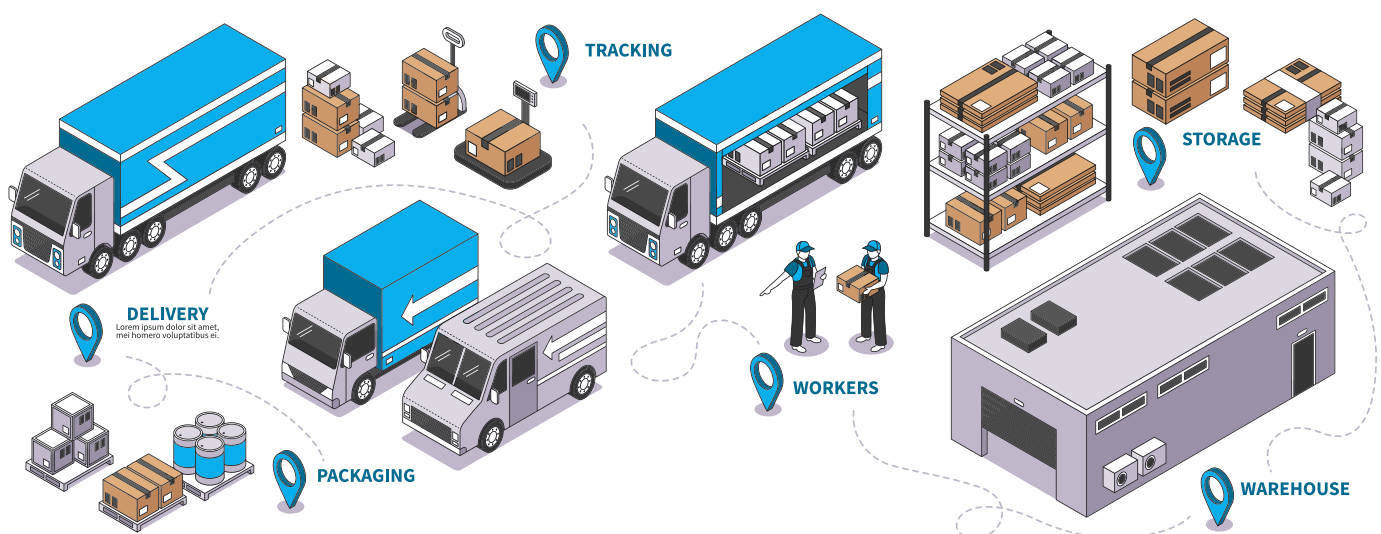 TRACKING
STORAGE
DELIVERY
Lorem ipsum dolor sit amet,
mei homero voluptatibus ei.
WORKERS
PACKAGING
WAREHOUSE